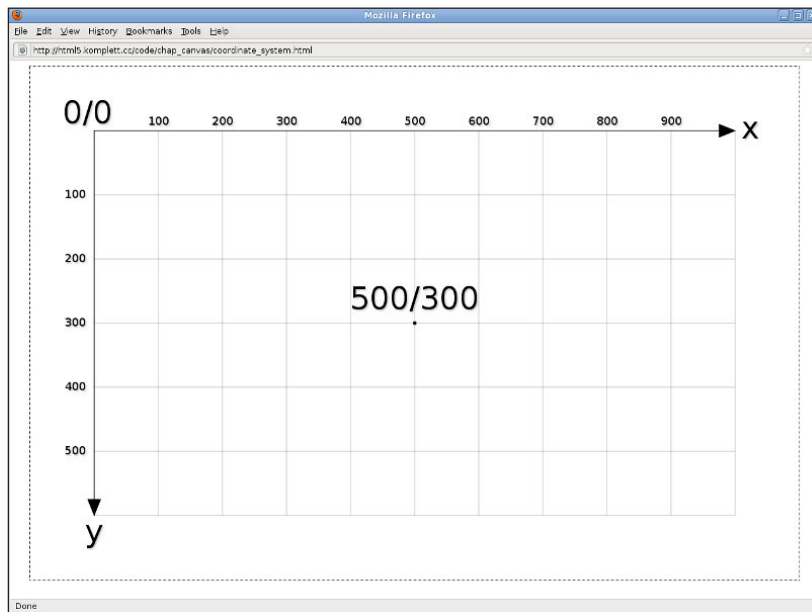 Mozilla Firefox
File Edit View History Bookmarks Tools Help
http://html5.komplett.cc/code/chap_canvas/coordinate_system.html
0/0
100 200 300 400 500 600 700 800 900
x
100
200
500/300
300
400
500
y
Done